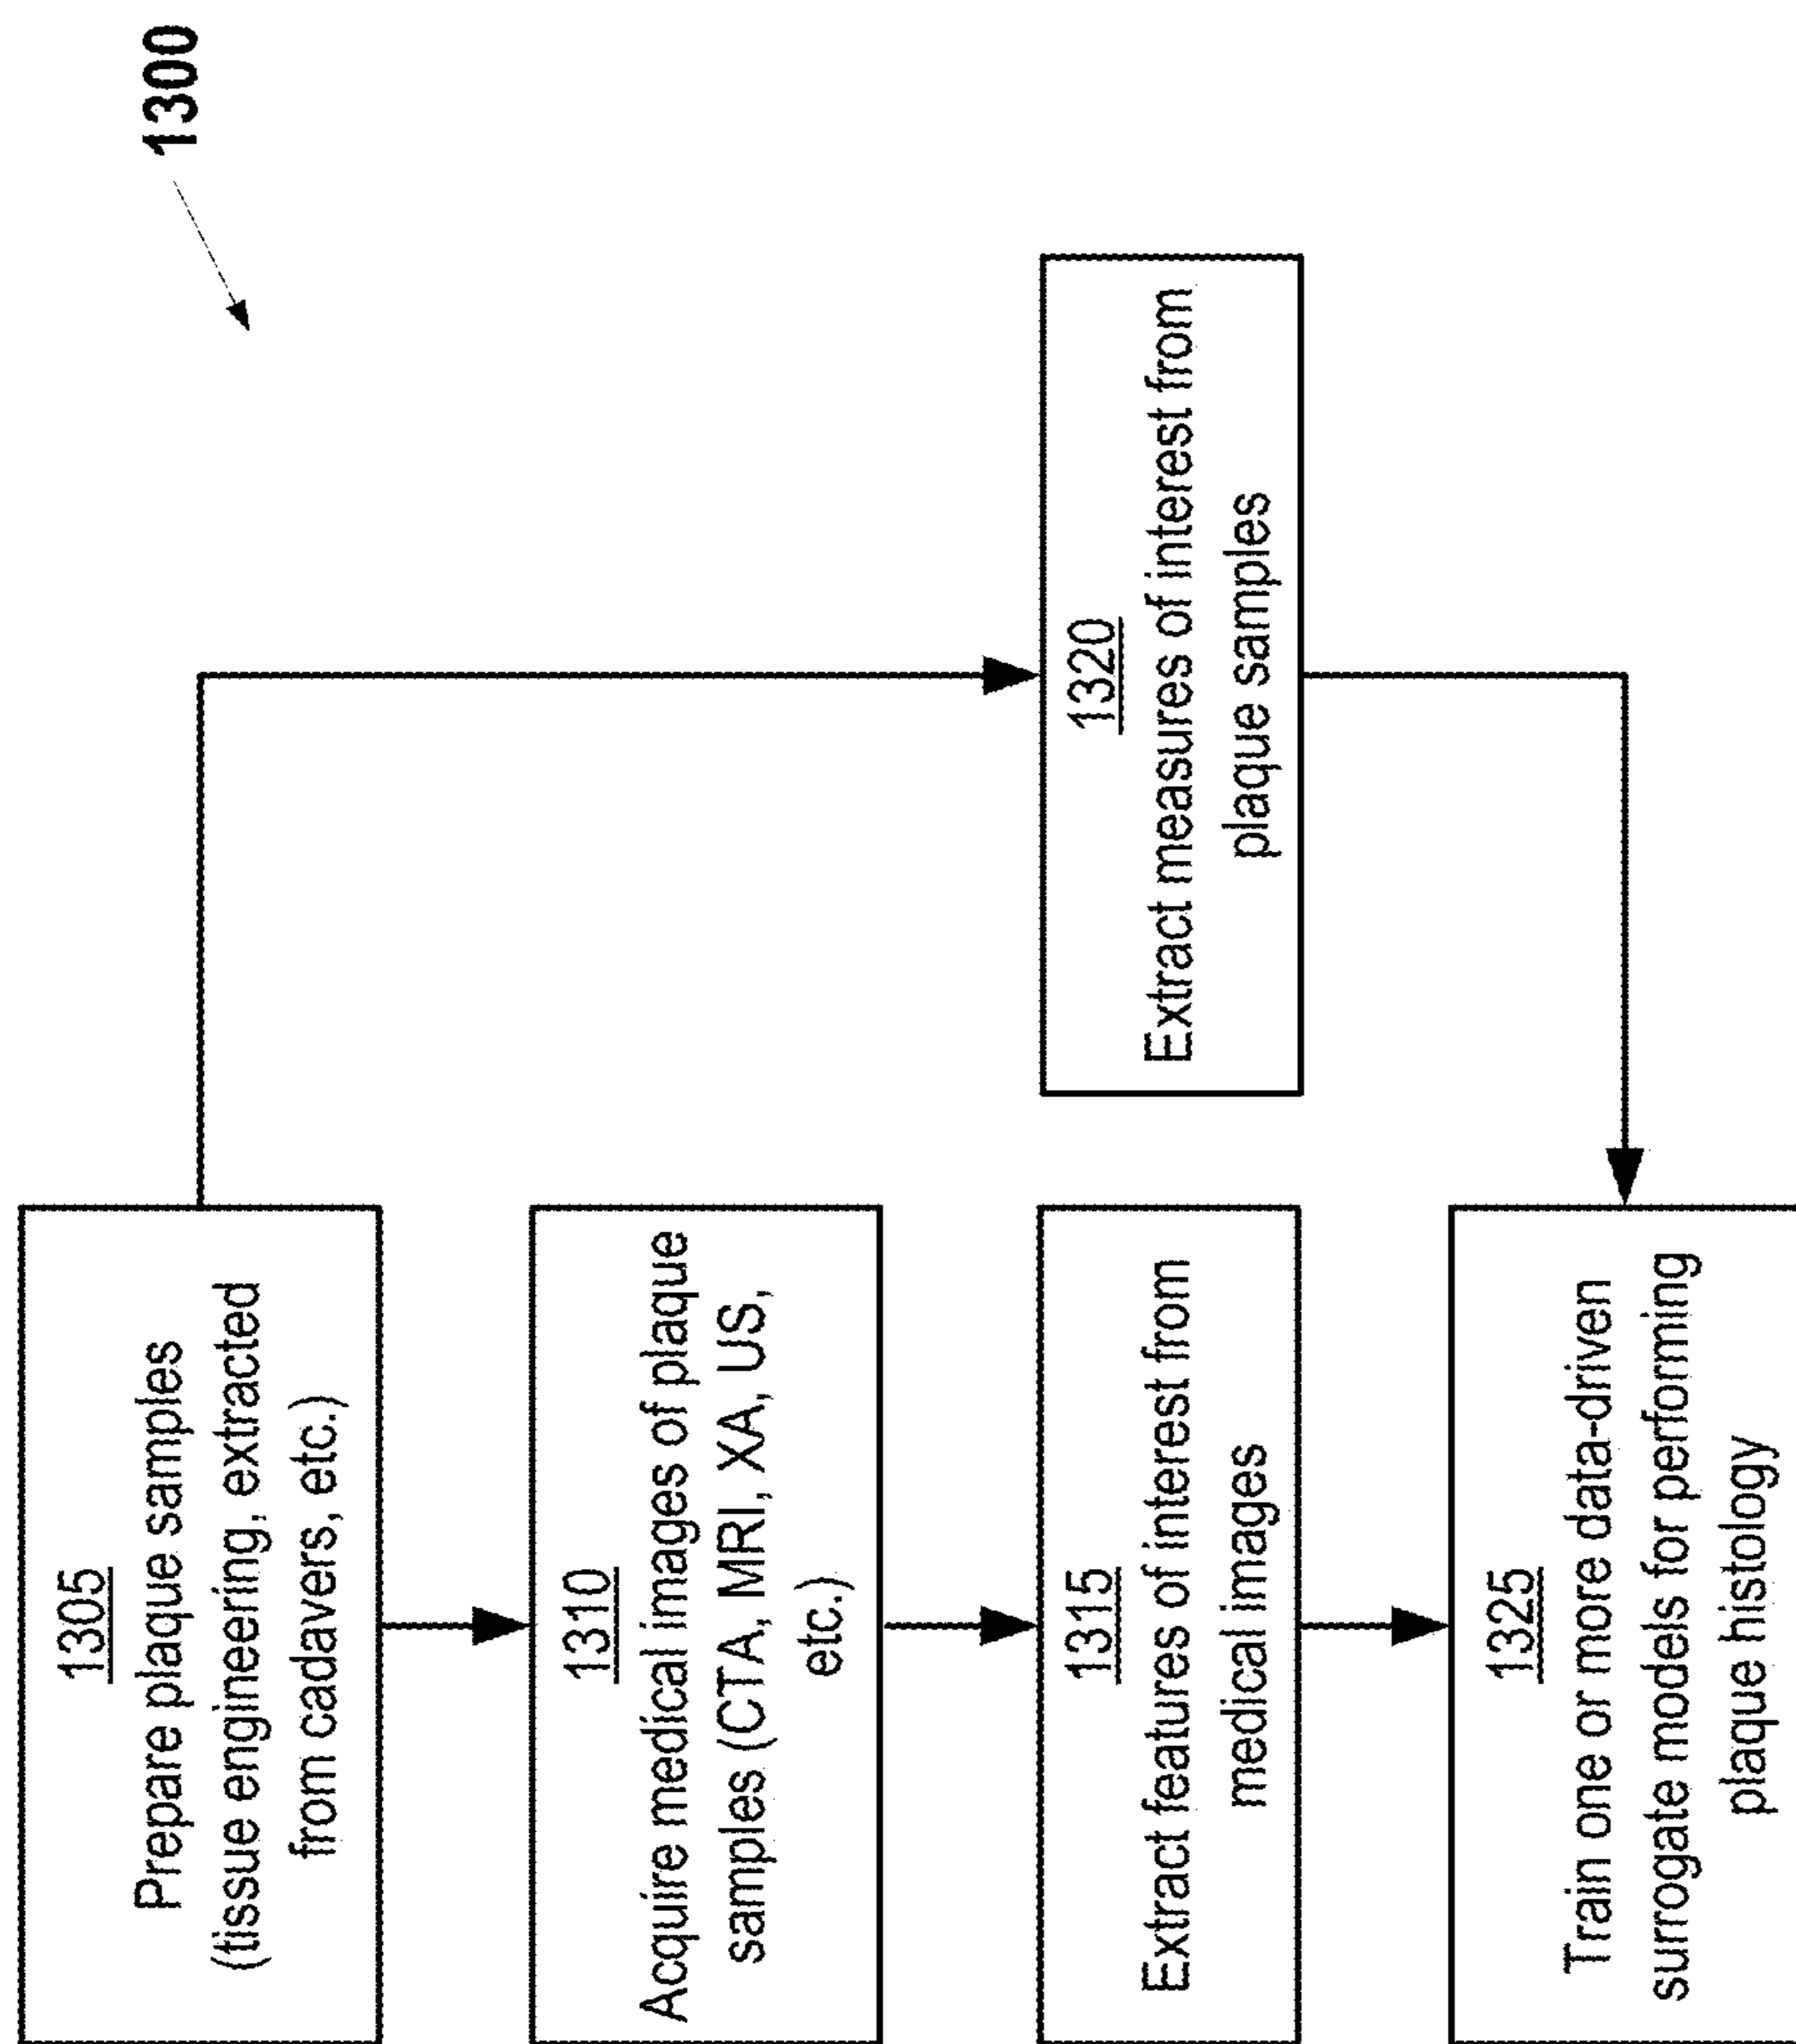 1300
1305
Prepare plaque samples
(tissue engineering, extracted
from cadavers, etc.)
1310
Acquire medical images of plaque
samples (CTA, MRI, XA, US,
etc.)
1315
Extract features of interest from
medical images
1320
Extract measures of interest from
plaque samples
1325
Train one or more data-driven
surrogate models for performing
plaque histology